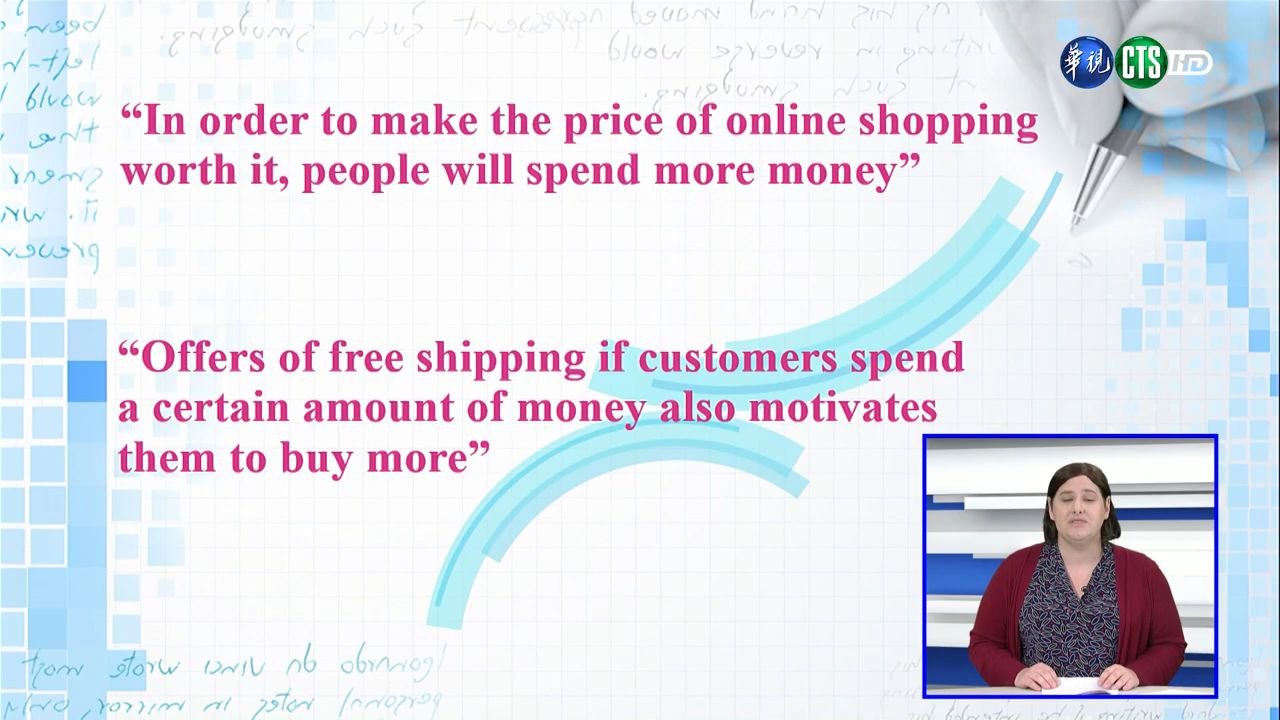 華視 CTS HD
“In order to make the price of online shopping
worth it, people will spend more money”
“Offers of free shipping if customers spend
a certain amount of money also motivates
them to buy more”